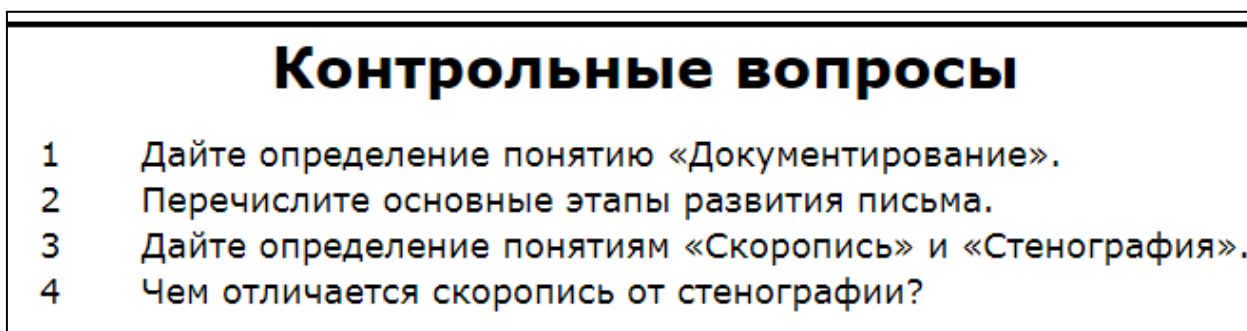 Контрольные вопросы
1 Дайте определение понятию «Документирование».
2 Перечислите основные этапы развития письма.
3 Дайте определение понятиям «Скоропись» и «Стенография».
4 Чем отличается скоропись от стенографии?